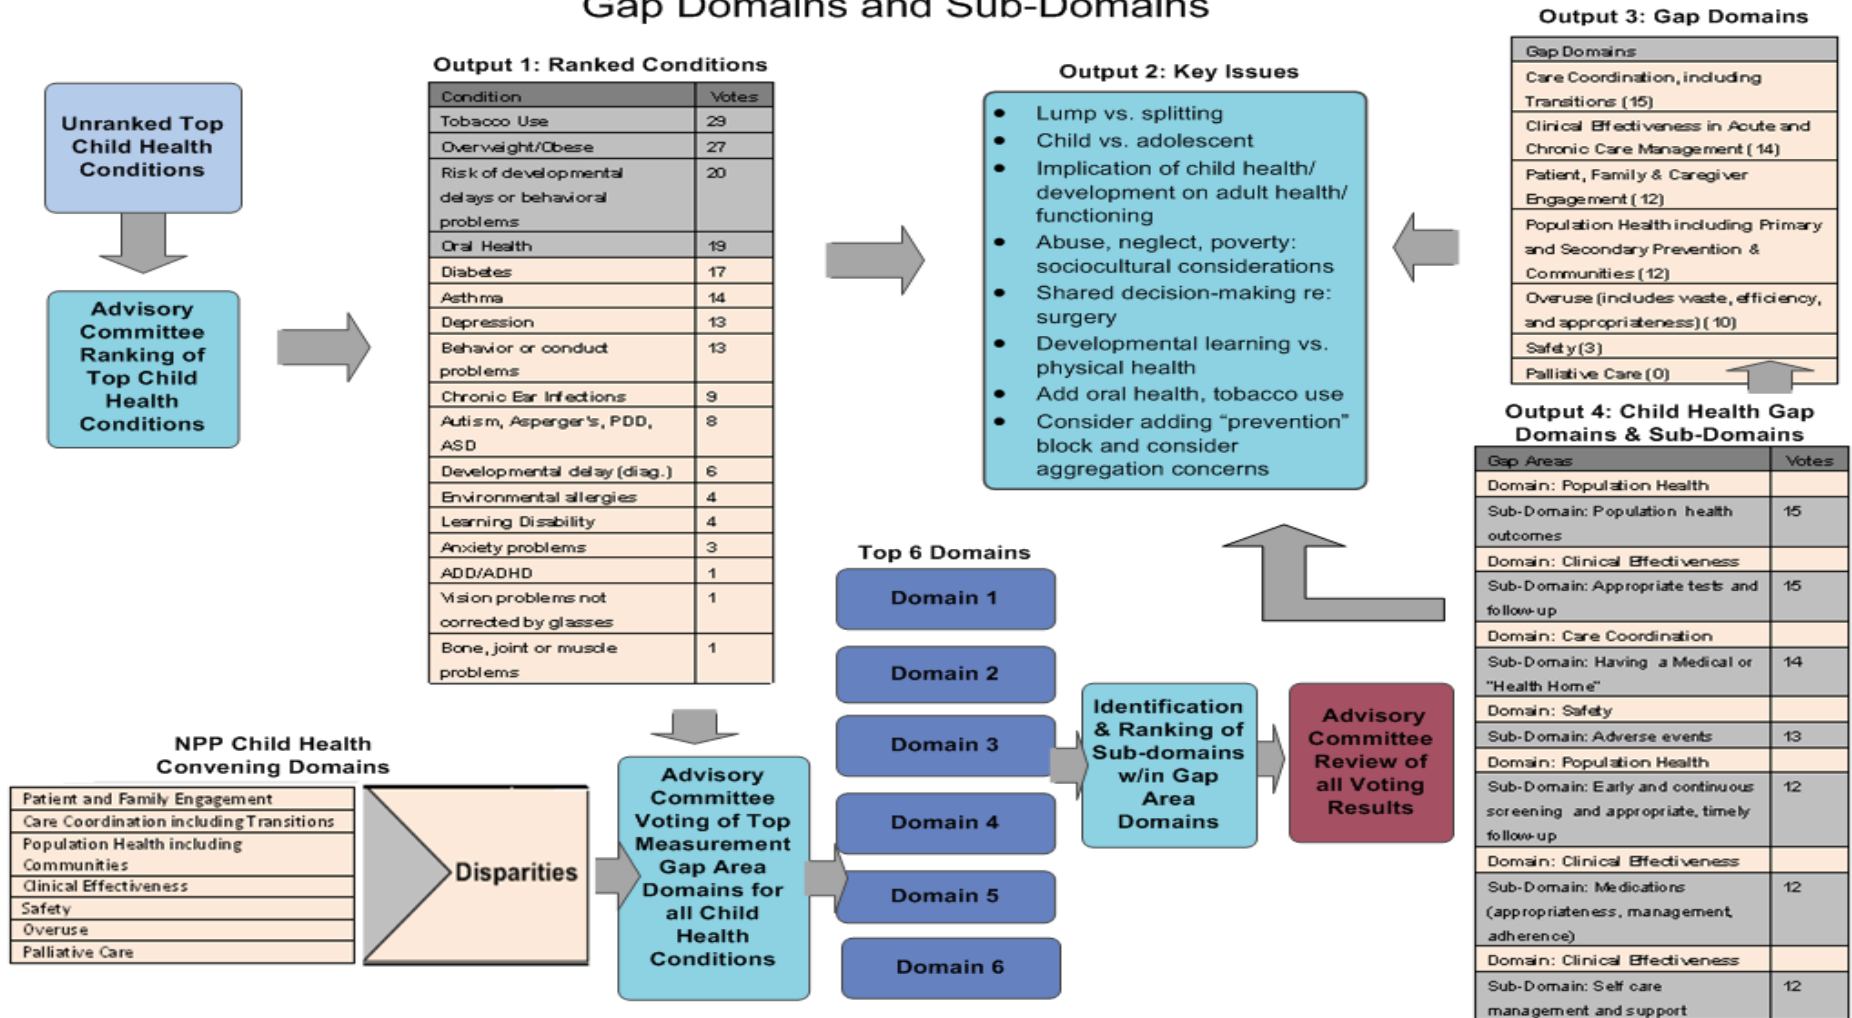 Gap Domains and Sub-Domains
Unranked Top
Child Health
Conditions
Advisory
Committee
Ranking of
Top Child
Health
Conditions
Output 1: Ranked Conditions
Condition Votes
Tobacco Use 29
Overweight/Obese 27
Risk of developmental 20
delays or behavioral
problems
Oral Health 19
Diabetes 17
Asthma 14
Depression 13
Behavior or conduct 13
problems
Chronic Ear Infections 9
Autism, Asperger's, PDD, 8
ASD
Developmental delay (diag.) 6
Environmental allergies 4
Learning Disability 4
Anxiety problems 3
ADD/ADHD 1
Vision problems not 1
corrected by glasses
Bone, joint or muscle 1
problems
Output 2: Key Issues
• Lump vs. splitting
• Child vs. adolescent
• Implication of child health/
development on adult health/
functioning
• Abuse, neglect, poverty:
sociocultural considerations
• Shared decision-making re:
surgery
• Developmental learning vs.
physical health
• Add oral health, tobacco use
• Consider adding “prevention”
block and consider
aggregation concerns
Output 3: Gap Domains
Gap Domains
Care Coordination, including
Transitions (15)
Clinical Effectiveness in Acute and
Chronic Care Management (14)
Patient, Family & Caregiver
Engagement (12)
Population Health including Primary
and Secondary Prevention &
Communities (12)
Overuse (includes waste, efficiency,
and appropriateness) (10)
Safety (3)
Palliative Care (0)
Output 4: Child Health Gap
Domains & Sub-Domains
Gap Areas Votes
Domain: Population Health
Sub-Domain: Population health 15
outcomes
Domain: Clinical Effectiveness
Sub-Domain: Appropriate tests and 15
follow-up
Domain: Care Coordination
Sub-Domain: Having a Medical or 14
"Health Home"
Domain: Safety
Sub-Domain: Adverse events 13
Domain: Population Health
Sub-Domain: Early and continuous 12
screening and appropriate, timely
follow-up
Domain: Clinical Effectiveness
Sub-Domain: Medications 12
(appropriateness, management,
adherence)
Domain: Clinical Effectiveness
Sub-Domain: Self care 12
management and support
NPP Child Health
Convening Domains
Patient and Family Engagement
Care Coordination including Transitions
Population Health including
Communities
Clinical Effectiveness
Safety
Overuse
Palliative Care
Disparities
Advisory
Committee
Voting of Top
Measurement
Gap Area
Domains for
all Child
Health
Conditions
Top 6 Domains
Domain 1
Domain 2
Domain 3
Domain 4
Domain 5
Domain 6
Identification
& Ranking of
Sub-domains
w/in Gap
Area
Domains
Advisory
Committee
Review of
all Voting
Results